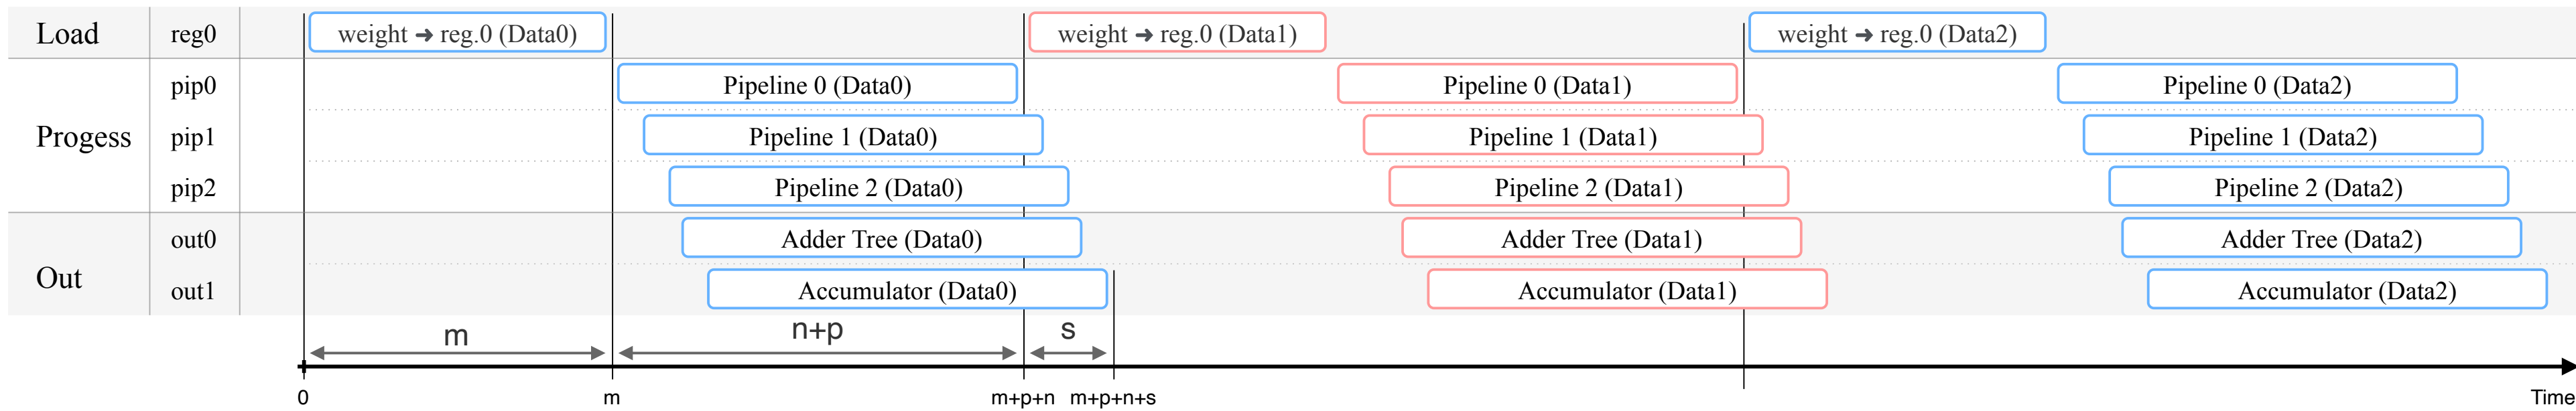 Load reg0 weight ➜ reg.0 (Data0) weight ➜ reg.0 (Data1) weight ➜ reg.0 (Data2)
pip0 Pipeline 0 (Data0) Pipeline 0 (Data1) Pipeline 0 (Data2)
Progess pip1 Pipeline 1 (Data0) Pipeline 1 (Data1) Pipeline 1 (Data2)
pip2 Pipeline 2 (Data0) Pipeline 2 (Data1) Pipeline 2 (Data2)
out0 Adder Tree (Data0) Adder Tree (Data1) Adder Tree (Data2)
Out
out1 Accumulator (Data0) Accumulator (Data1) Accumulator (Data2)
m n+p s
0 m m+p+n m+p+n+s Time